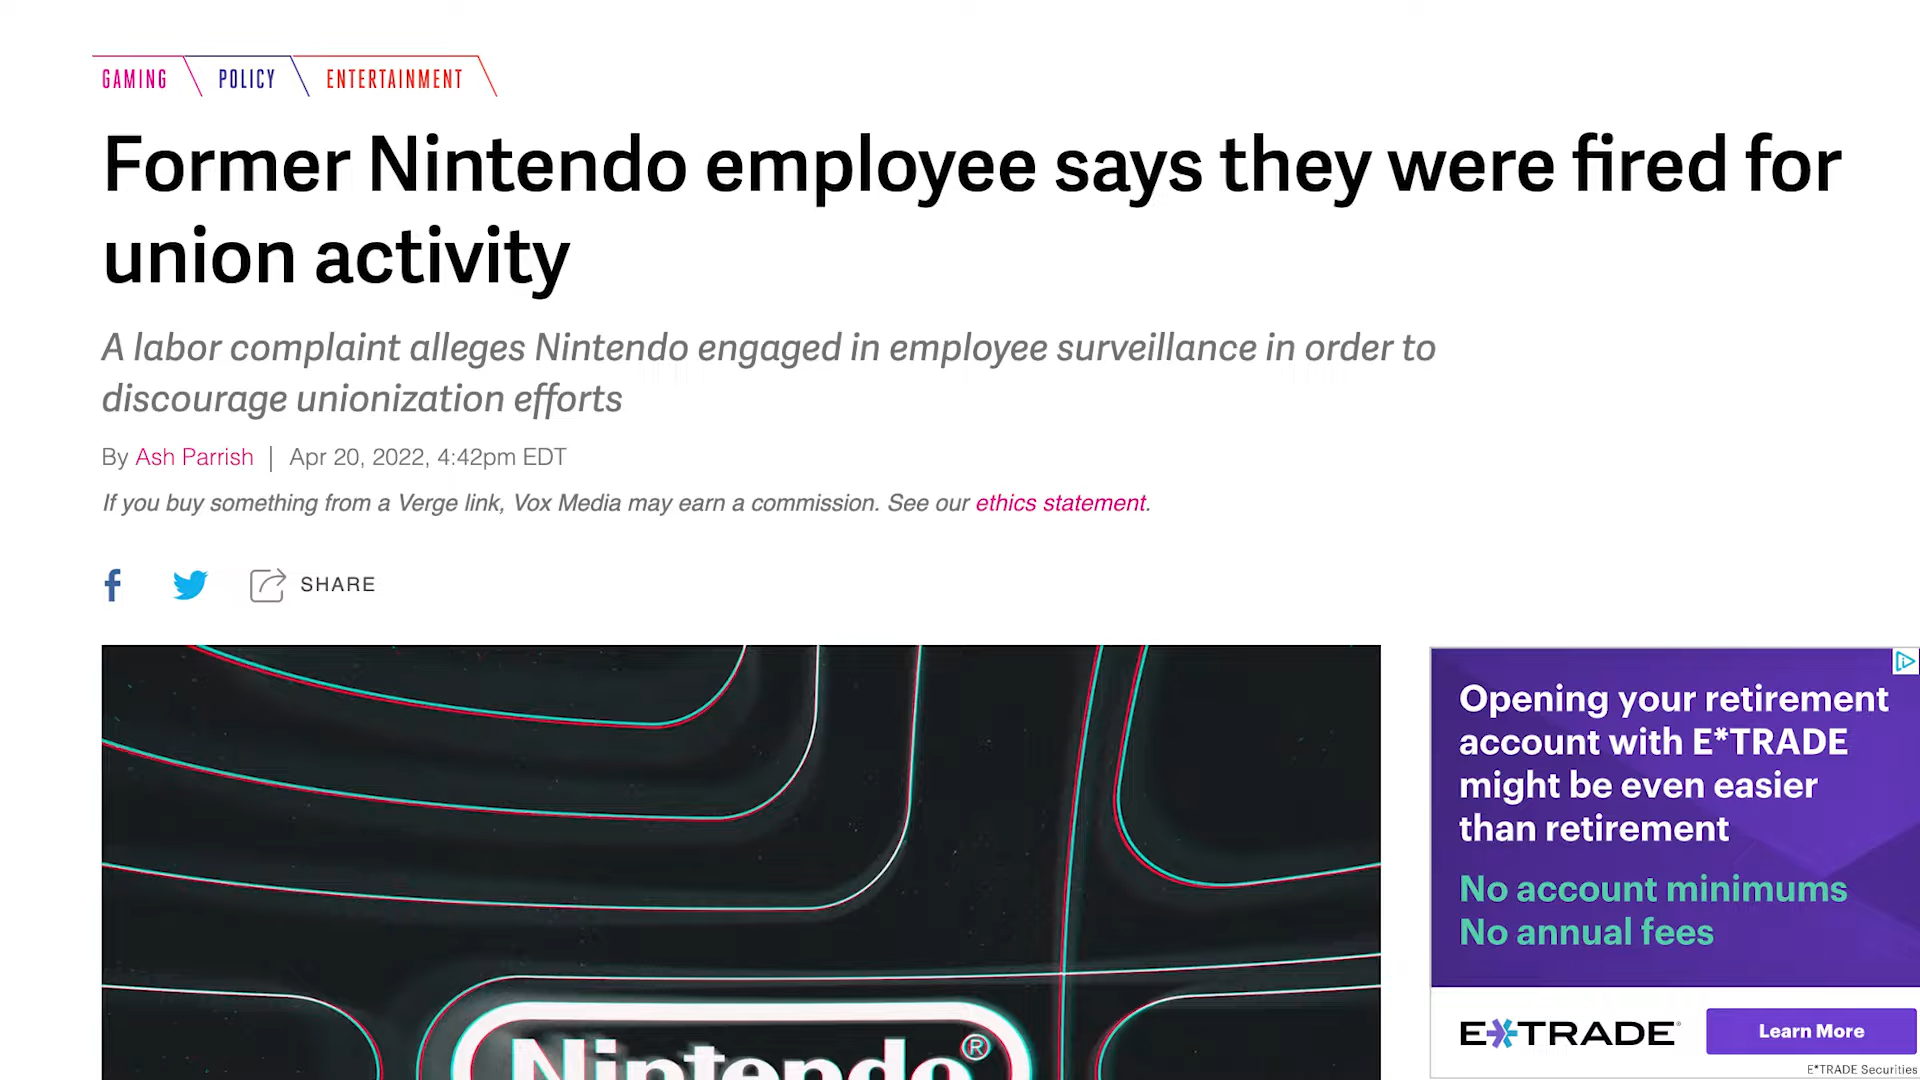 GAMING POLICY ENTERTAINMENT
Former Nintendo employee says they were fired for
union activity
A labor complaint alleges Nintendo engaged in employee surveillance in order to
discourage unionization efforts
By Ash Parrish | Apr 20, 2022, 4:42pm EDT
If you buy something from a Verge link, Vox Media may earn a commission. See our ethics statement.
SHARE
Nintendo®
Opening your retirement
account with E*TRADE
might be even easier
than retirement
No account minimums
No annual fees
E*TRADE®
Learn More
E*TRADE Securities